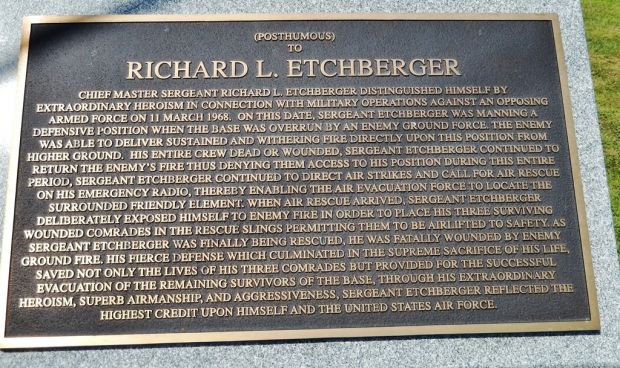 (POSTHUMOUS)
TO
RICHARD L. ETCHBERGER
CHIEF MASTER SERGEANT RICHARD L. ETCHBERGER DISTINGUISHED HIMSELF BY
EXTRAORDINARY HEROISM IN CONNECTION WITH MILITARY OPERATIONS AGAINST AN OPPOSING
ARMED FORCE ON 11 MARCH 1968. ON THIS DATE, SERGEANT ETCHBERGER WAS MANNING A
DEFENSIVE POSITION WHEN THE BASE WAS OVERRUN BY AN ENEMY GROUND FORCE. THE ENEMY
WAS ABLE TO DELIVER SUSTAINED AND WITHERING FIRE DIRECTLY UPON THIS POSITION FROM
HIGHER GROUND. HIS ENTIRE CREW DEAD OR WOUNDED, SERGEANT ETCHBERGER CONTINUED TO
RETURN THE ENEMY'S FIRE THUS DENYING THEM ACCESS TO HIS POSITION DURING THIS ENTIRE
PERIOD, SERGEANT ETCHBERGER CONTINUED TO DIRECT AIR STRIKES AND CALL FOR AIR RESCUE
ON HIS EMERGENCY RADIO, THEREBY ENABLING THE AIR EVACUATION FORCE TO LOCATE THE
SURROUNDED FRIENDLY ELEMENT. WHEN AIR RESCUE ARRIVED, SERGEANT ETCHBERGER
DELIBERATELY EXPOSED HIMSELF TO ENEMY FIRE IN ORDER TO PLACE HIS THREE SURVIVING
WOUNDED COMRADES IN THE RESCUE SLINGS PERMITTING THEM TO BE AIRLIFTED TO SAFETY. AS
SERGEANT ETCHBERGER WAS FINALLY BEING RESCUED, HE WAS FATALLY WOUNDED BY ENEMY
GROUND FIRE. HIS FIERCE DEFENSE WHICH CULMINATED IN THE SUPREME SACRIFICE OF HIS LIFE,
SAVED NOT ONLY THE LIVES OF HIS THREE COMRADES BUT PROVIDED FOR THE SUCCESSFUL
EVACUATION OF THE REMAINING SURVIVORS OF THE BASE, THROUGH HIS EXTRAORDINARY
HEROISM, SUPERB AIRMANSHIP, AND AGGRESSIVENESS, SERGEANT ETCHBERGER REFLECTED THE
HIGHEST CREDIT UPON HIMSELF AND THE UNITED STATES AIR FORCE.